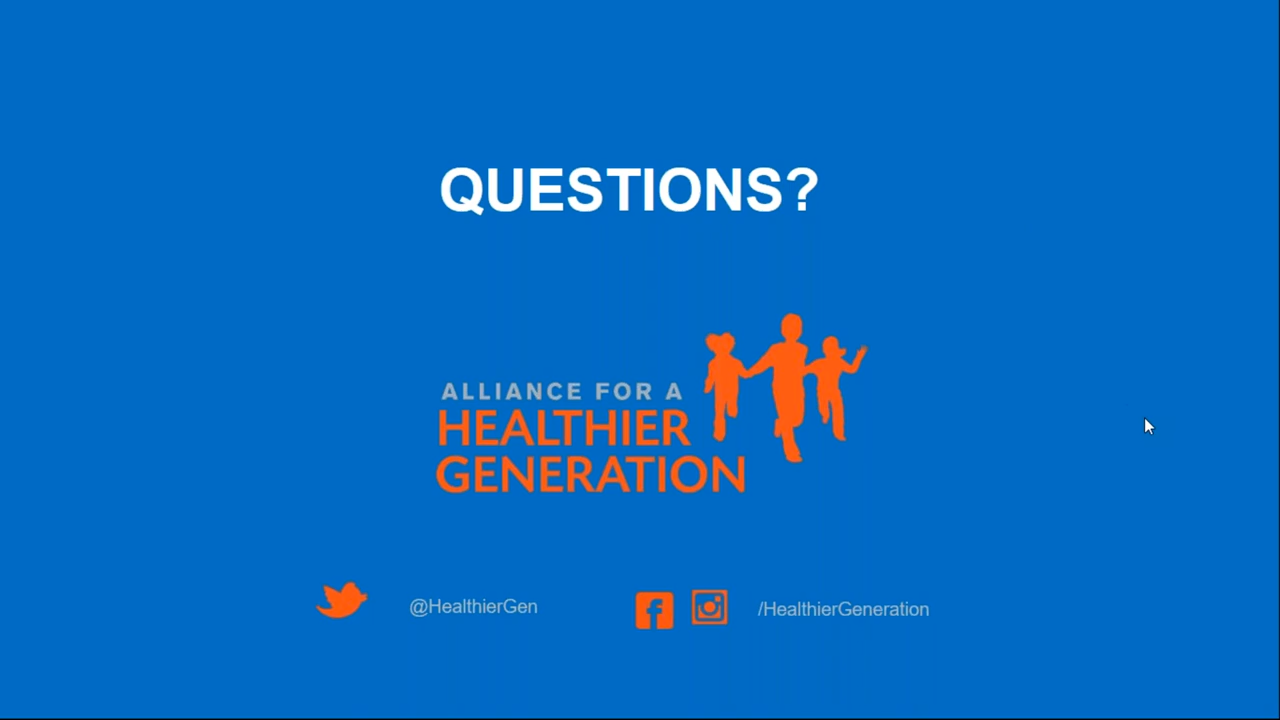 QUESTIONS?
ALLIANCE FOR A
HEALTHIER
GENERATION
@HealthierGen
/HealthierGeneration